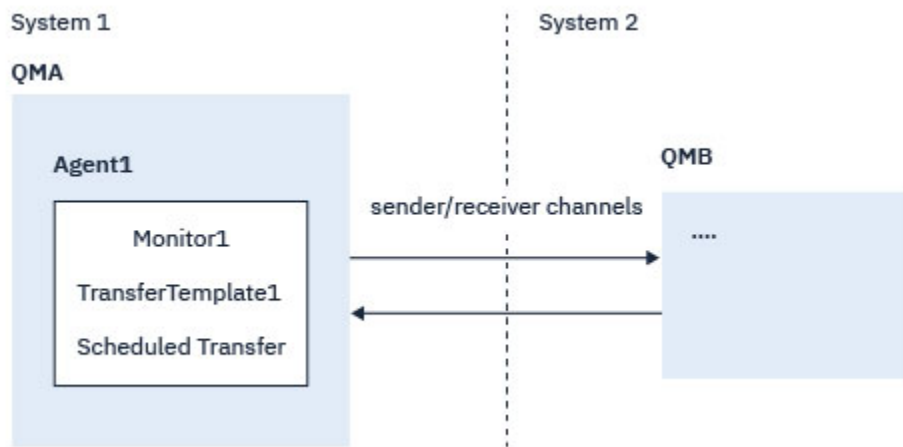 System 1
System 2
QMA
Agent1
QMB
sender/receiver channels
Monitor1
....
TransferTemplate1
Scheduled Transfer